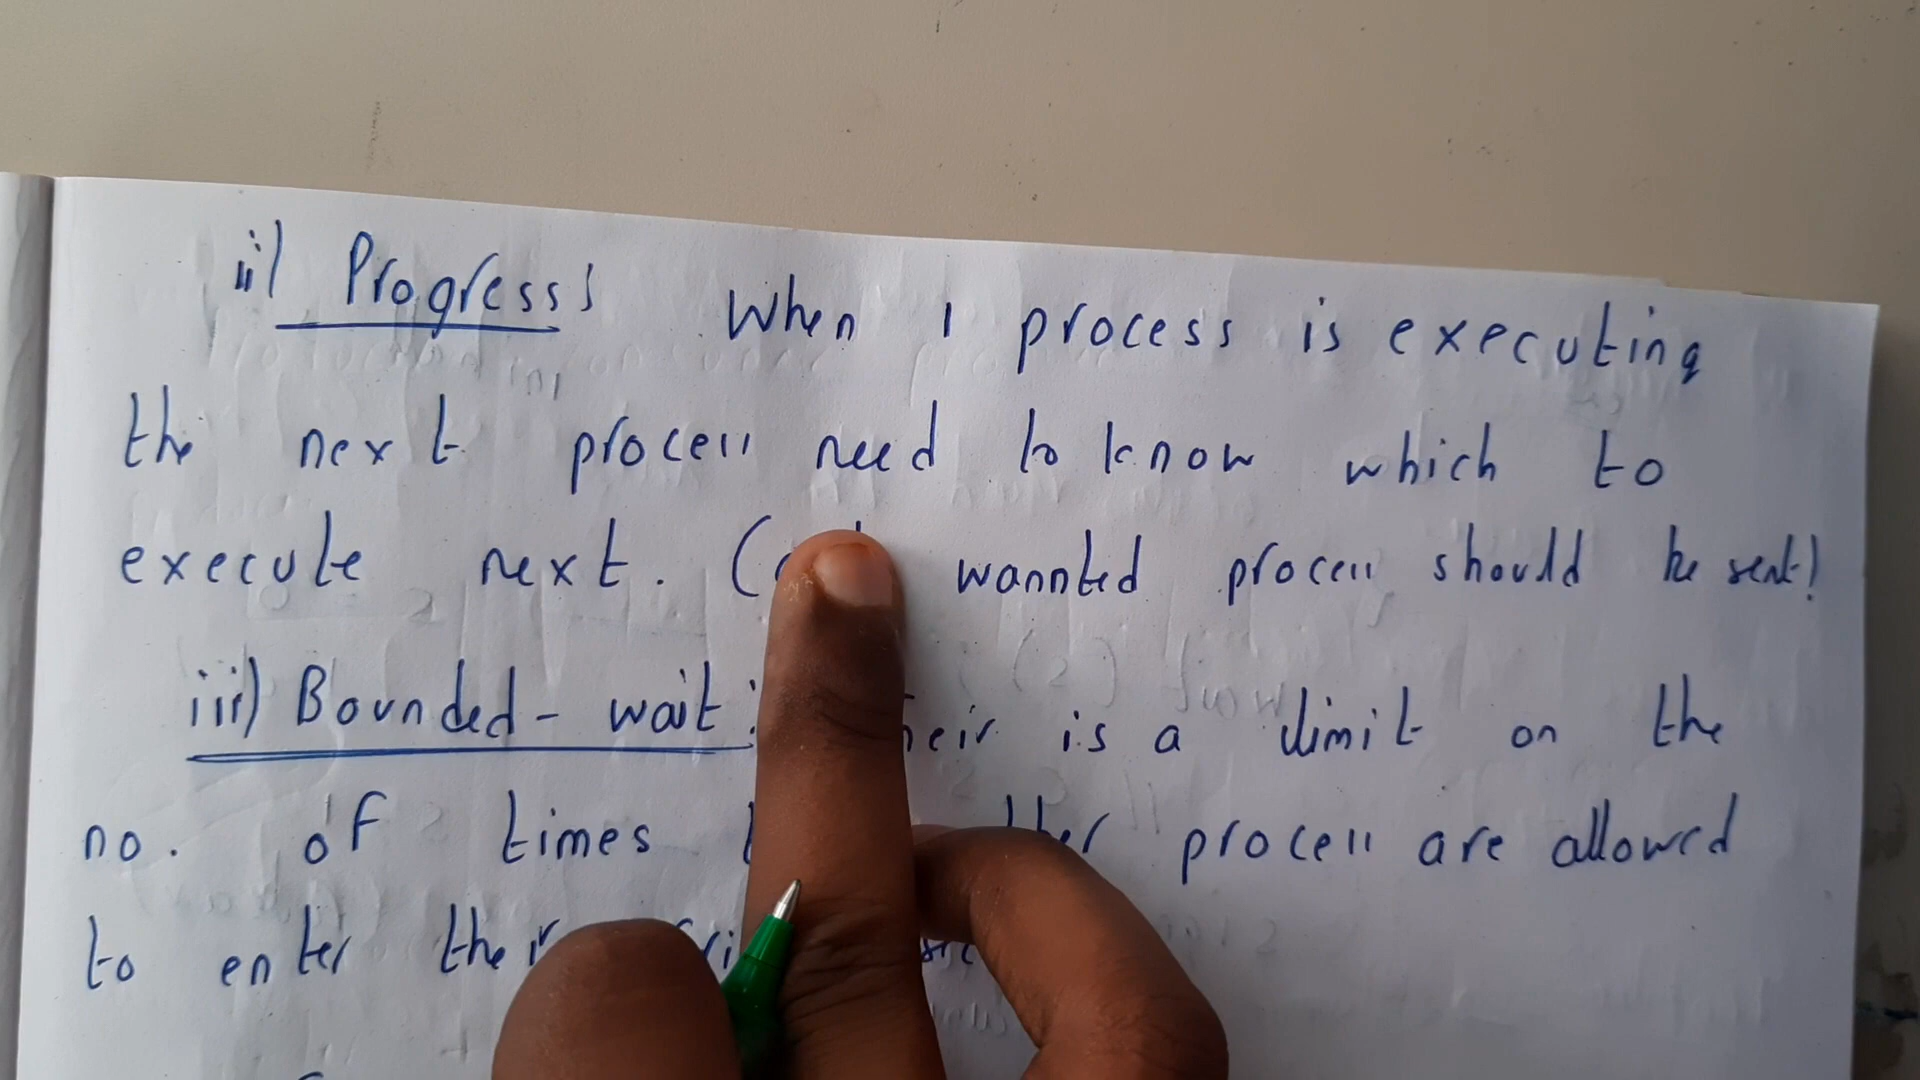 ii) Progress: When 1 process is executing
the next process need to know which to
execute next. ( wannted process should be sent)
iii) Bounded - wait : is a limit on the
no. of times process are allowed
to enter their